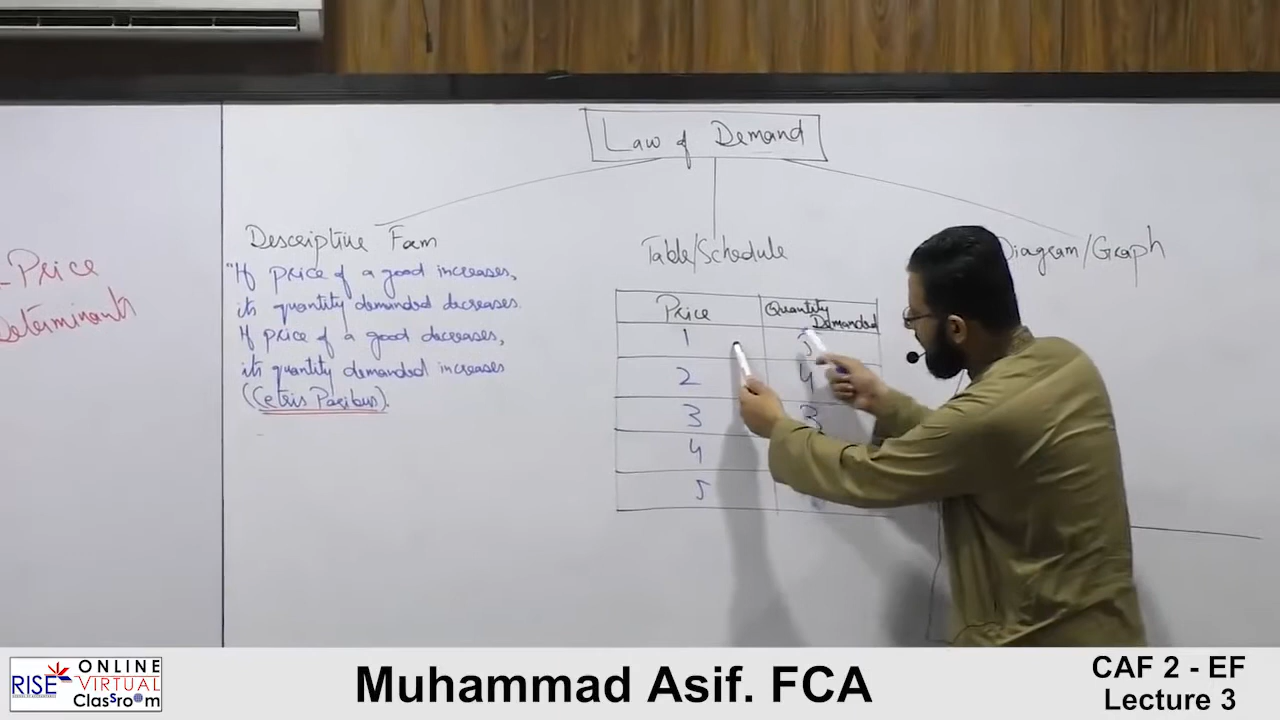 Law of Demand
Price
Determinants
Descriptive Form
"If price of a good increases,
its quantity demanded decreases.
If price of a good decreases,
its quantity demanded increases
(Cetris Paribus).
Table/Schedule
Price Quantity Demanded
1 5
2 4
3 3
4
5
Diagram/Graph
RISE
ONLINE
VIRTUAL
Classroom
Muhammad Asif. FCA
CAF 2 - EF
Lecture 3